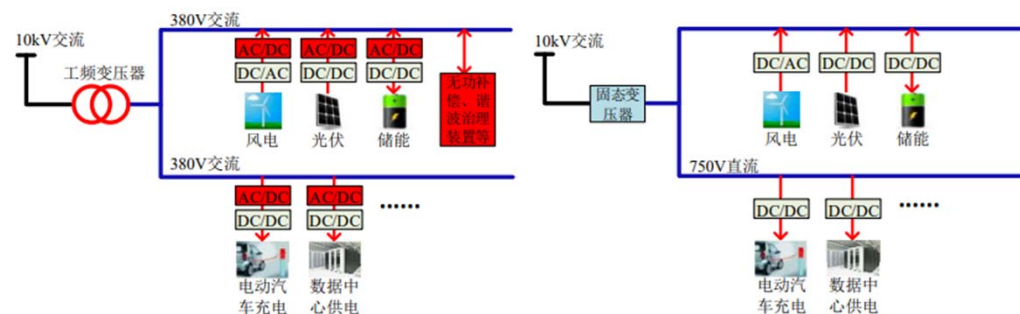 380V交流
10kV交流
工频变压器
AC/DC
AC/DC
AC/DC
DC/AC
DC/DC
DC/DC
风电
光伏
储能
无功补
偿、谐
波治理
装置等
380V交流
AC/DC
AC/DC
DC/DC
DC/DC
......
电动汽
车充电
数据中
心供电
10kV交流
固态变
压器
DC/AC
DC/DC
DC/DC
风电
光伏
储能
750V直流
DC/DC
DC/DC
......
电动汽
车充电
数据中
心供电